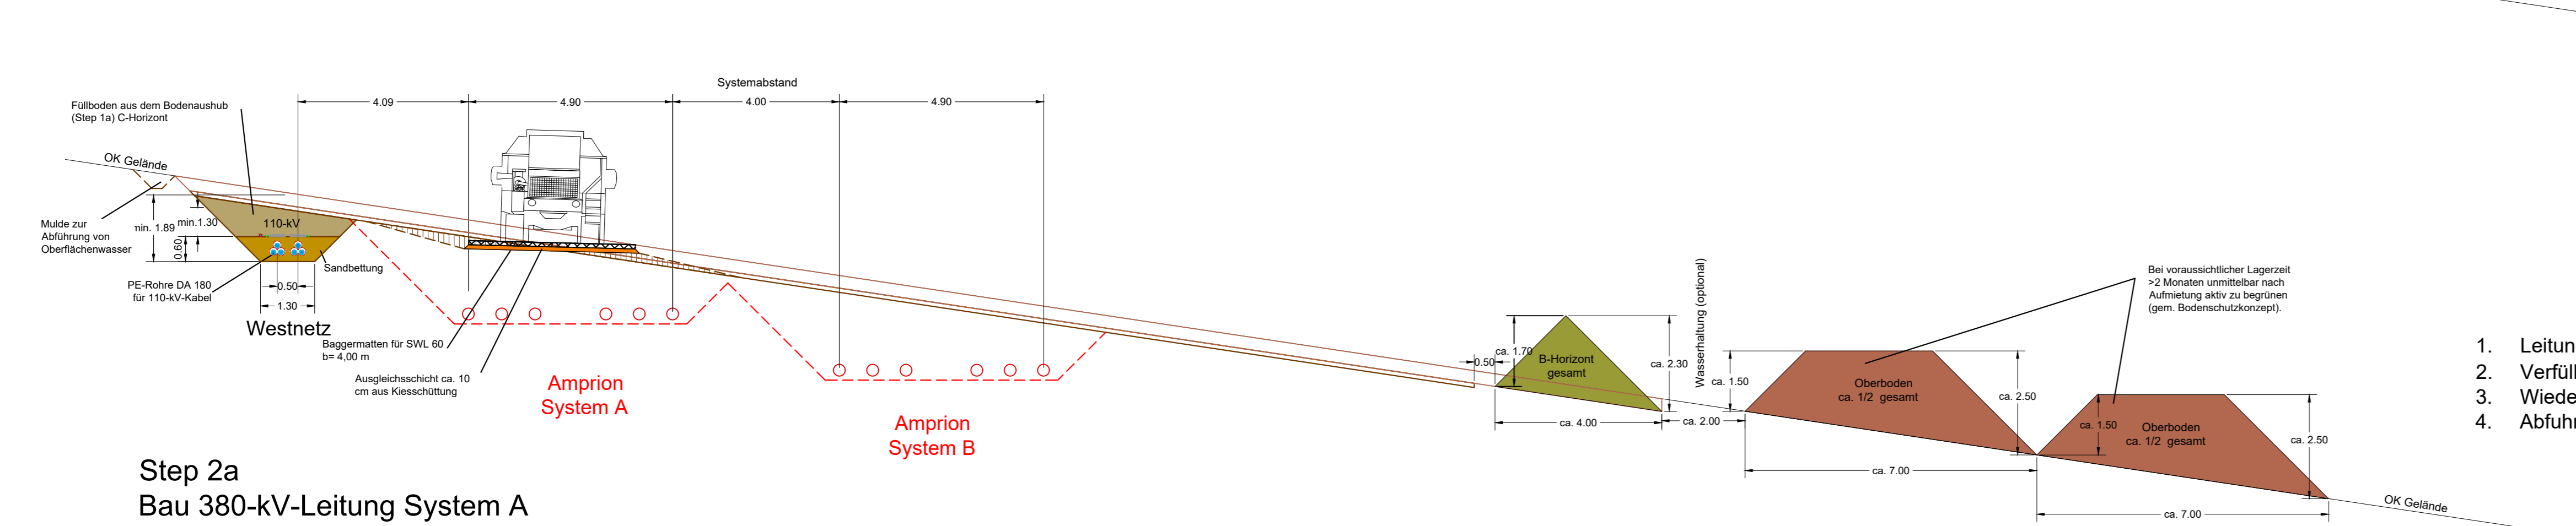 Systemabstand
4.09
4.90
4.00
4.90
Füllboden aus dem Bodenaushub
(Step 1a) C-Horizont
OK Gelände
Mulde zur
Abführung von
Oberflächenwasser
min. 1.89
min.1.30
0.60
110-kV
Sandbettung
PE-Rohre DA 180
für 110-kV-Kabel
0.50
1.30
Westnetz
Baggermatten für SWL 60
b= 4,00 m
Ausgleichsschicht ca. 10
cm aus Kiesschüttung
Amprion
System A
Amprion
System B
0.50
ca. 1.70
B-Horizont
gesamt
ca. 2.30
ca. 4.00
Wasserhaltung (optional)
ca. 2.00
ca. 1.50
Oberboden
ca. 1/2 gesamt
ca. 2.50
ca. 7.00
Bei voraussichtlicher Lagerzeit
>2 Monaten unmittelbar nach
Aufmietung aktiv zu begrünen
(gem. Bodenschutzkonzept).
ca. 1.50
Oberboden
ca. 1/2 gesamt
ca. 2.50
ca. 7.00
OK Gelände
1. Leitun
2. Verfüll
3. Wiede
4. Abfuhr
Step 2a
Bau 380-kV-Leitung System A